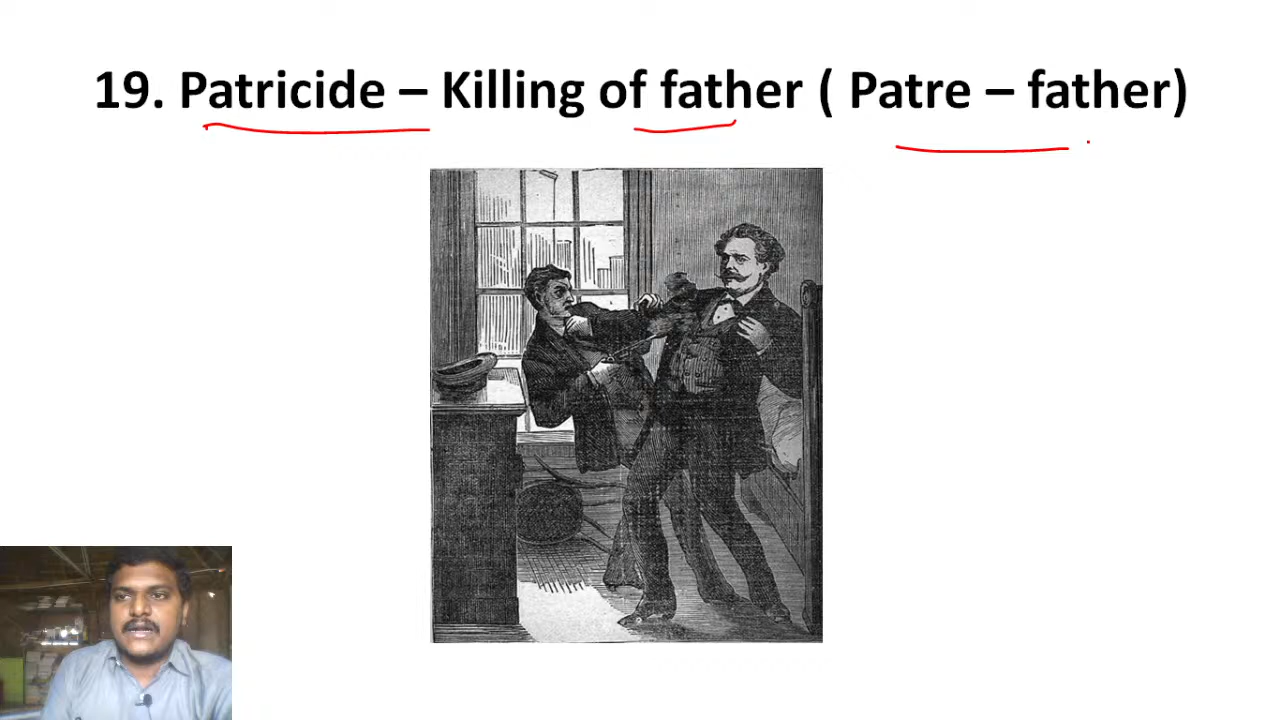 19. Patricide – Killing of father ( Patre – father)